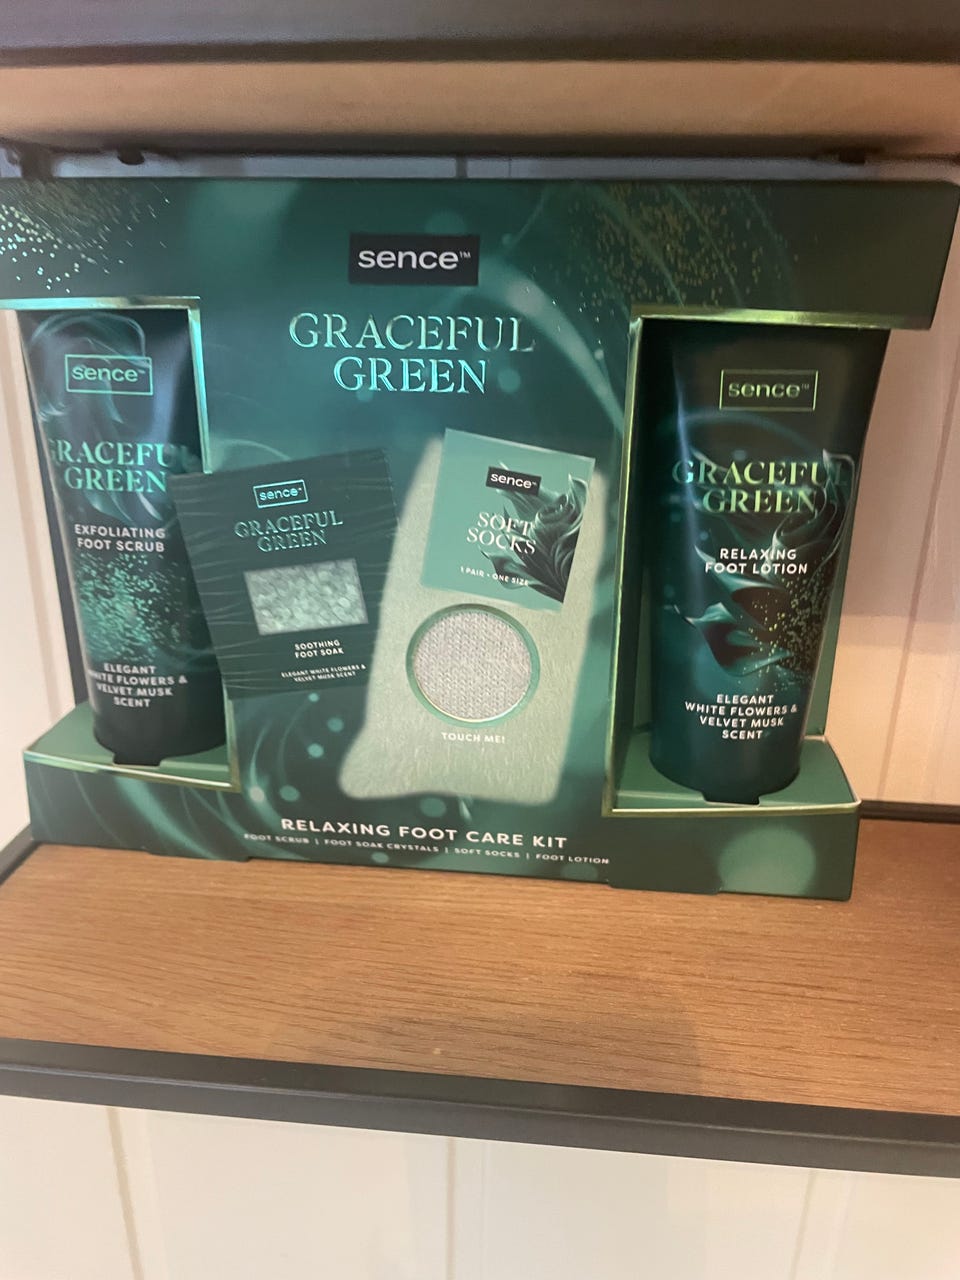 sence™
GRACEFUL
GREEN
sence™
GRACEFUL
GREEN
EXFOLIATING
FOOT SCRUB
ELEGANT
WHITE FLOWERS &
VELVET MUSK
SCENT
sence™
GRACEFUL
GREEN
SOOTHING
FOOT SOAK
ELEGANT WHITE FLOWERS &
VELVET MUSK SCENT
sence™
SOFT
SOCKS
1 PAIR • ONE SIZE
TOUCH ME!
sence™
GRACEFUL
GREEN
RELAXING
FOOT LOTION
ELEGANT
WHITE FLOWERS &
VELVET MUSK
SCENT
RELAXING FOOT CARE KIT
FOOT SCRUB | FOOT SOAK CRYSTALS | SOFT SOCKS | FOOT LOTION